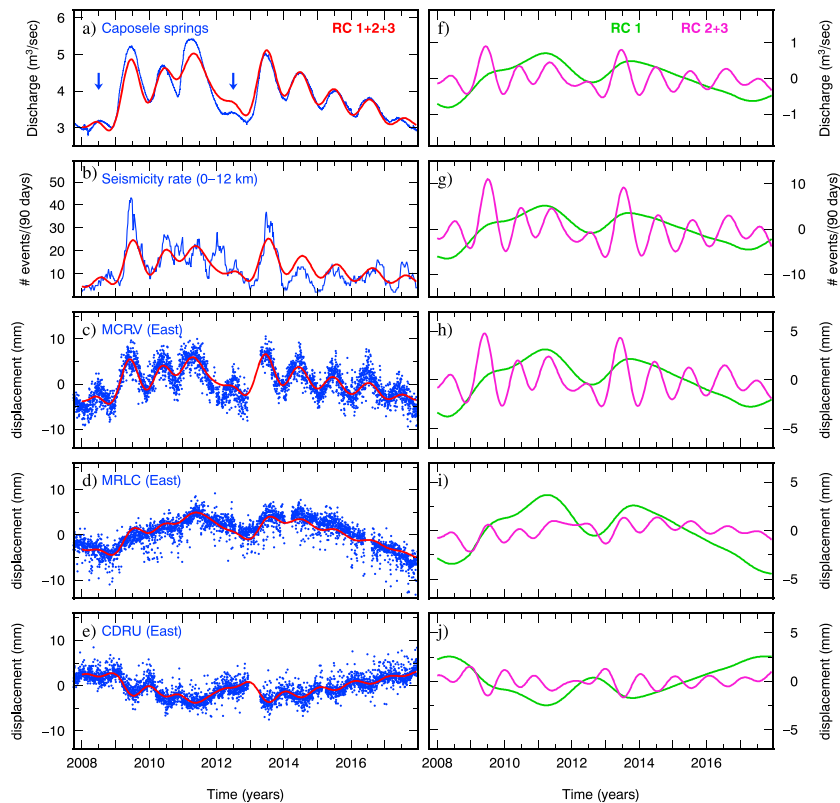 a) Caposele springs RC 1+2+3
Discharge (m³/sec)
6
5
4
3
f) RC 1 RC 2+3
1
0
−1
Discharge (m³/sec)
b) Seismicity rate (0−12 km)
# events/(90 days)
50
40
30
20
10
g)
10
0
−10
# events/(90 days)
c) MCRV (East)
displacement (mm)
10
0
−10
h)
5
0
−5
displacement (mm)
d) MRLC (East)
displacement (mm)
10
0
−10
i)
5
0
−5
displacement (mm)
e) CDRU (East)
displacement (mm)
10
0
−10
j)
5
0
−5
displacement (mm)
2008 2010 2012 2014 2016
Time (years)
2008 2010 2012 2014 2016
Time (years)